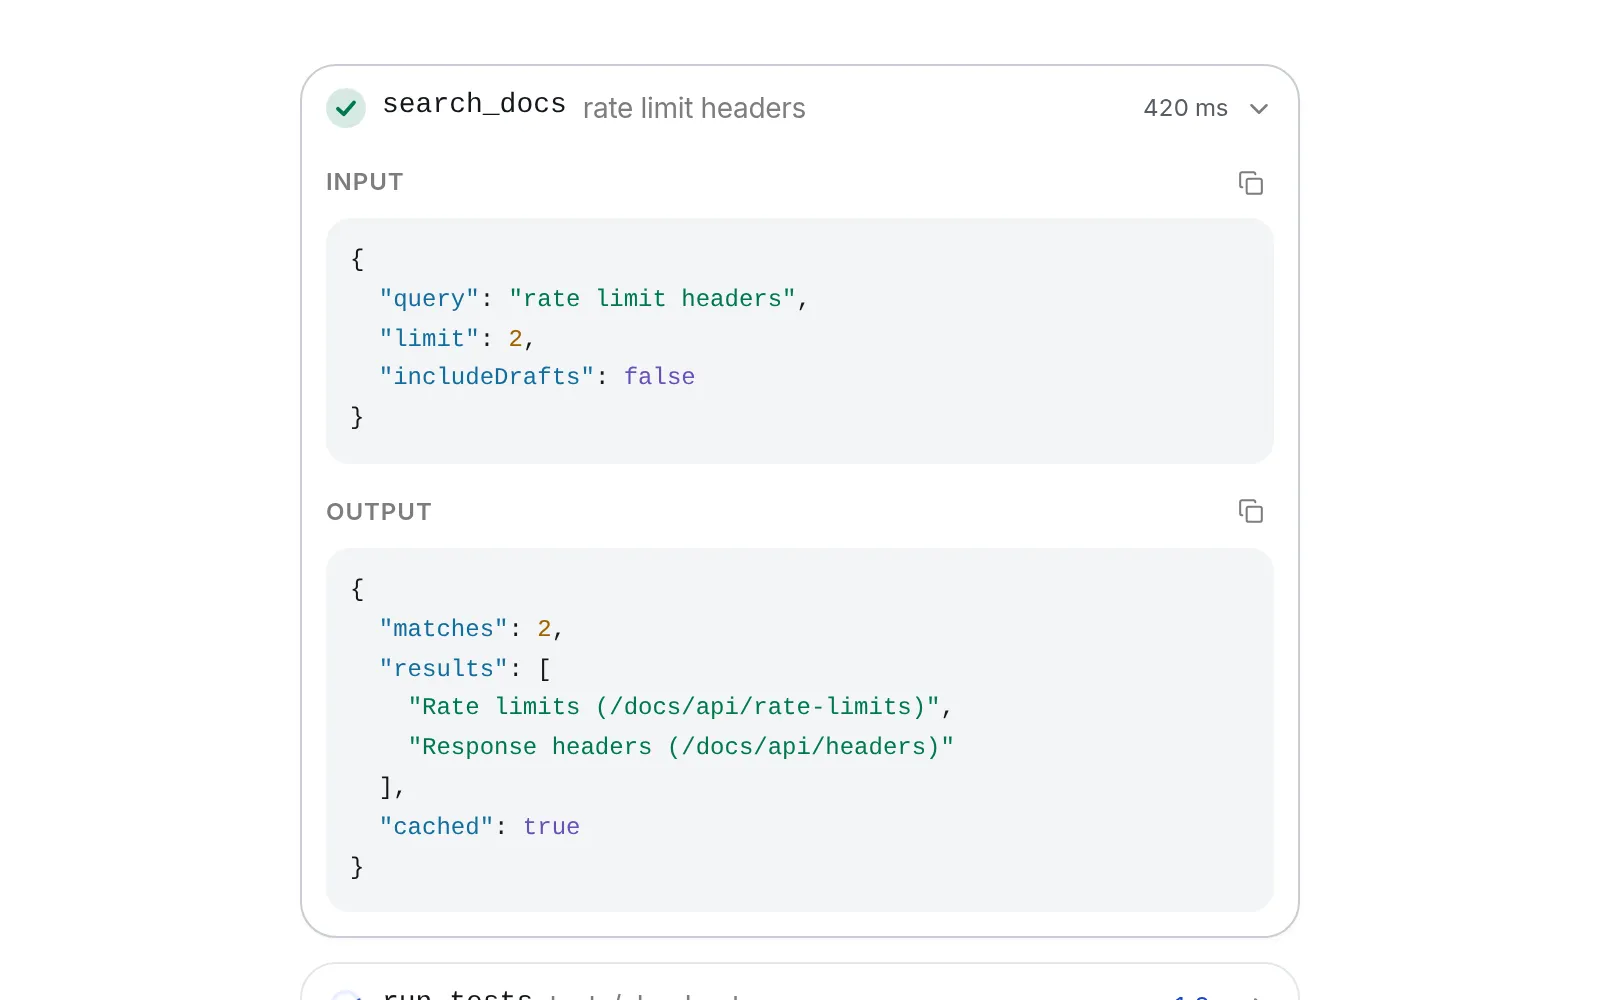 search_docs rate limit headers 420 ms
INPUT
{
  "query": "rate limit headers",
  "limit": 2,
  "includeDrafts": false
}
OUTPUT
{
  "matches": 2,
  "results": [
    "Rate limits (/docs/api/rate-limits)",
    "Response headers (/docs/api/headers)"
  ],
  "cached": true
}
run_tests